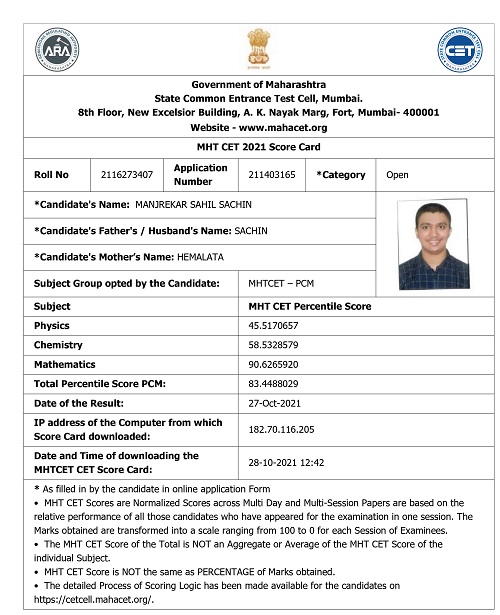 ARA
CET
Government of Maharashtra
State Common Entrance Test Cell, Mumbai.
8th Floor, New Excelsior Building, A. K. Nayak Marg, Fort, Mumbai- 400001
Website - www.mahacet.org
MHT CET 2021 Score Card
Roll No 2116273407 Application Number 211403165 *Category Open
*Candidate's Name: MANJREKAR SAHIL SACHIN
*Candidate's Father's / Husband's Name: SACHIN
*Candidate's Mother's Name: HEMALATA
Subject Group opted by the Candidate: MHTCET – PCM
Subject MHT CET Percentile Score
Physics 45.5170657
Chemistry 58.5328579
Mathematics 90.6265920
Total Percentile Score PCM: 83.4488029
Date of the Result: 27-Oct-2021
IP address of the Computer from which
Score Card downloaded: 182.70.116.205
Date and Time of downloading the
MHTCET CET Score Card: 28-10-2021 12:42
* As filled in by the candidate in online application Form
• MHT CET Scores are Normalized Scores across Multi Day and Multi-Session Papers are based on the
relative performance of all those candidates who have appeared for the examination in one session. The
Marks obtained are transformed into a scale ranging from 100 to 0 for each Session of Examinees.
• The MHT CET Score of the Total is NOT an Aggregate or Average of the MHT CET Score of the
individual Subject.
• MHT CET Score is NOT the same as PERCENTAGE of Marks obtained.
• The detailed Process of Scoring Logic has been made available for the candidates on
https://cetcell.mahacet.org/.